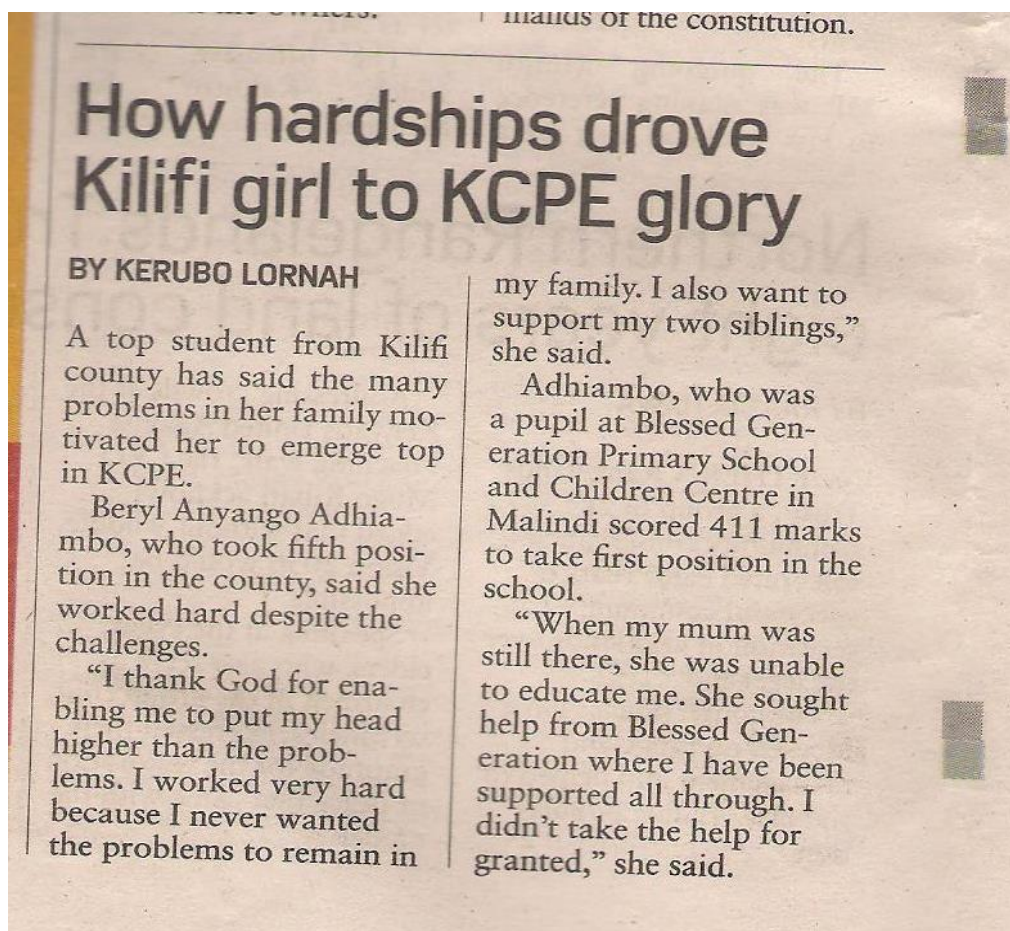 mands of the constitution.
How hardships drove
Kilifi girl to KCPE glory
BY KERUBO LORNAH
A top student from Kilifi
county has said the many
problems in her family mo-
tivated her to emerge top
in KCPE.
Beryl Anyango Adhia-
mbo, who took fifth posi-
tion in the county, said she
worked hard despite the
challenges.
“I thank God for ena-
bling me to put my head
higher than the prob-
lems. I worked very hard
because I never wanted
the problems to remain in
my family. I also want to
support my two siblings,”
she said.
Adhiambo, who was
a pupil at Blessed Gen-
eration Primary School
and Children Centre in
Malindi scored 411 marks
to take first position in the
school.
“When my mum was
still there, she was unable
to educate me. She sought
help from Blessed Gen-
eration where I have been
supported all through. I
didn’t take the help for
granted,” she said.